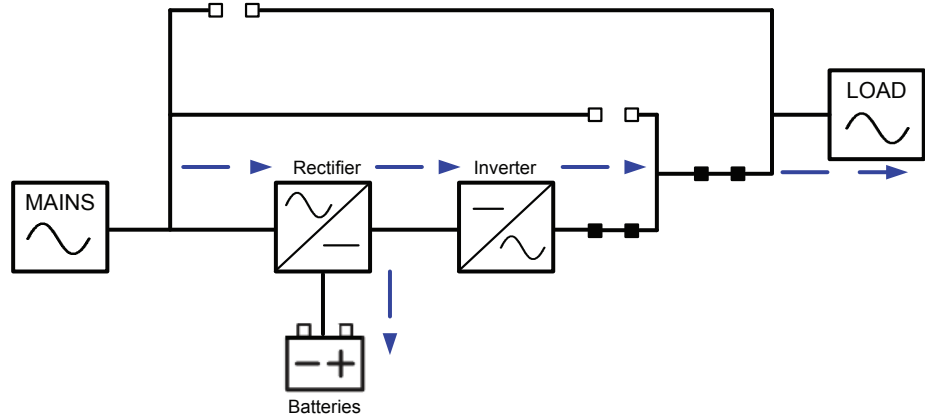 LOAD
Rectifier
Inverter
MAINS
Batteries